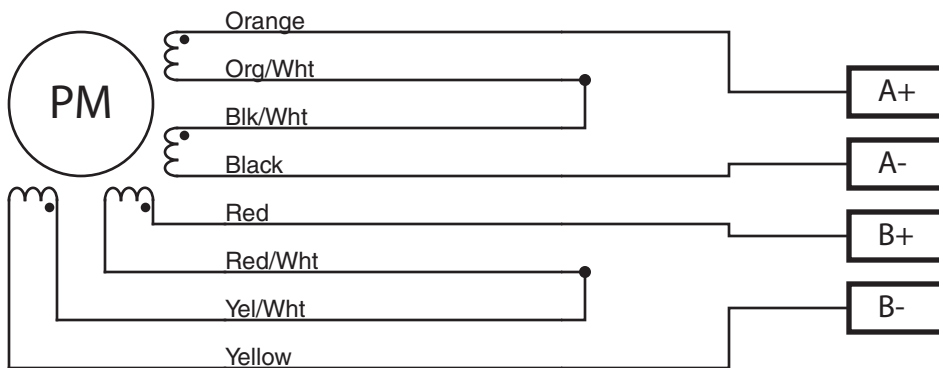 Orange
Org/Wht
PM
A+
Blk/Wht
Black
A-
Red
B+
Red/Wht
Yel/Wht
B-
Yellow